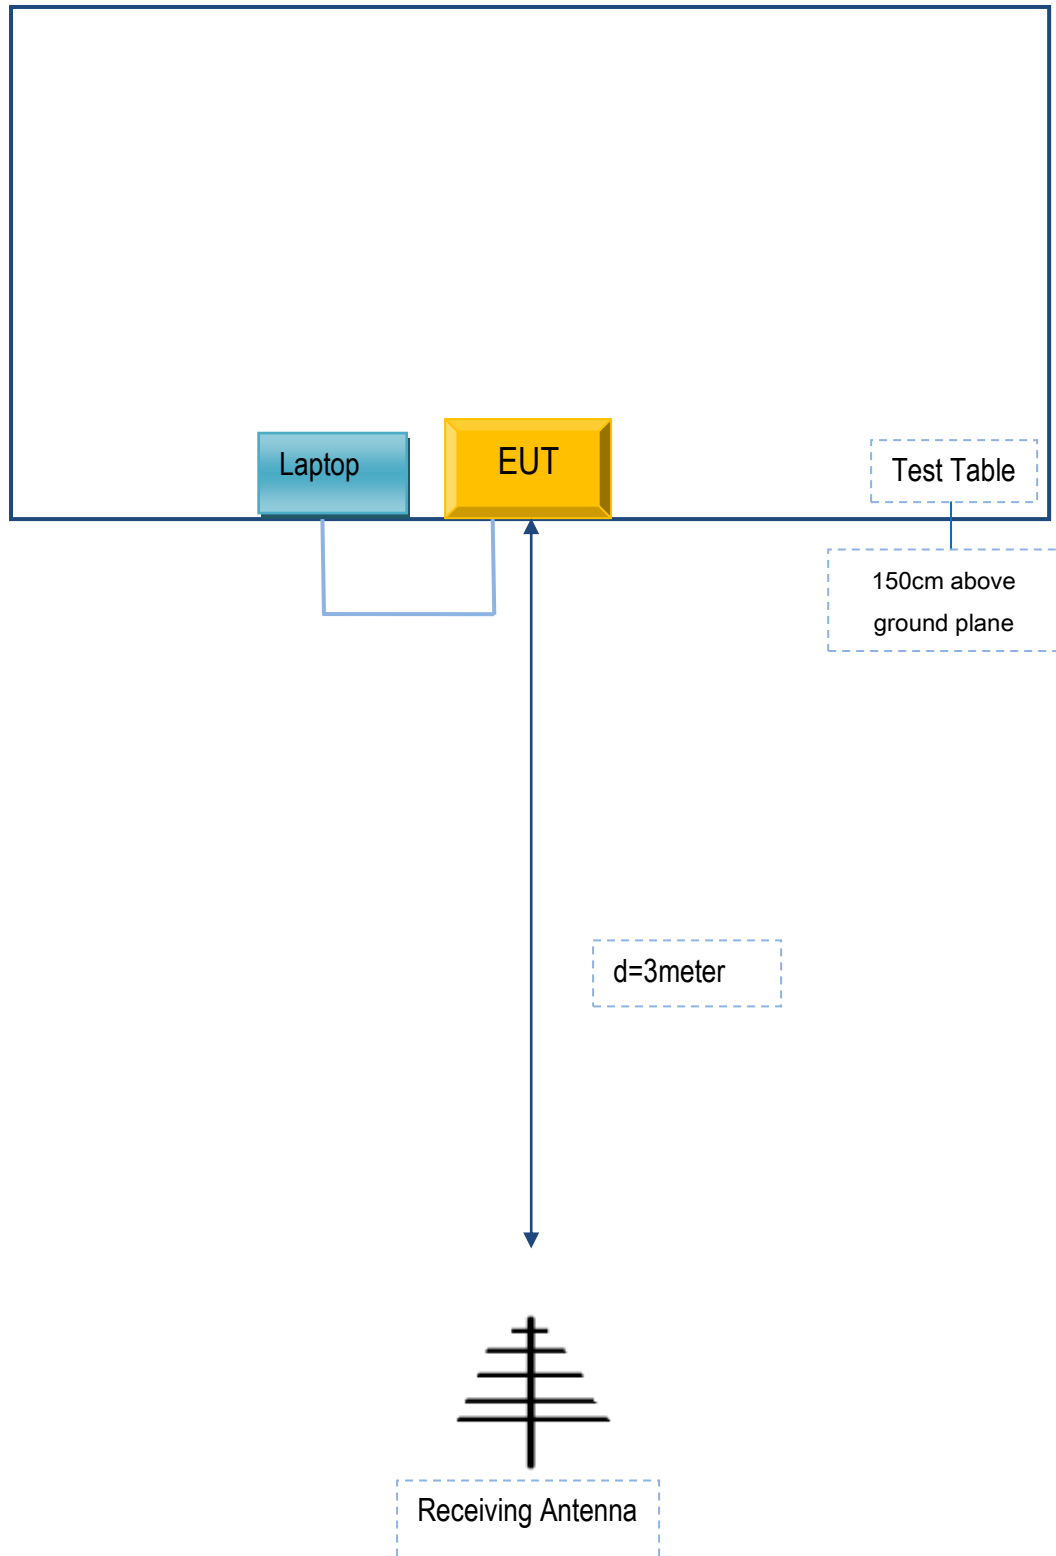 Laptop
EUT
Test Table
150cm above
ground plane
d=3meter
Receiving Antenna